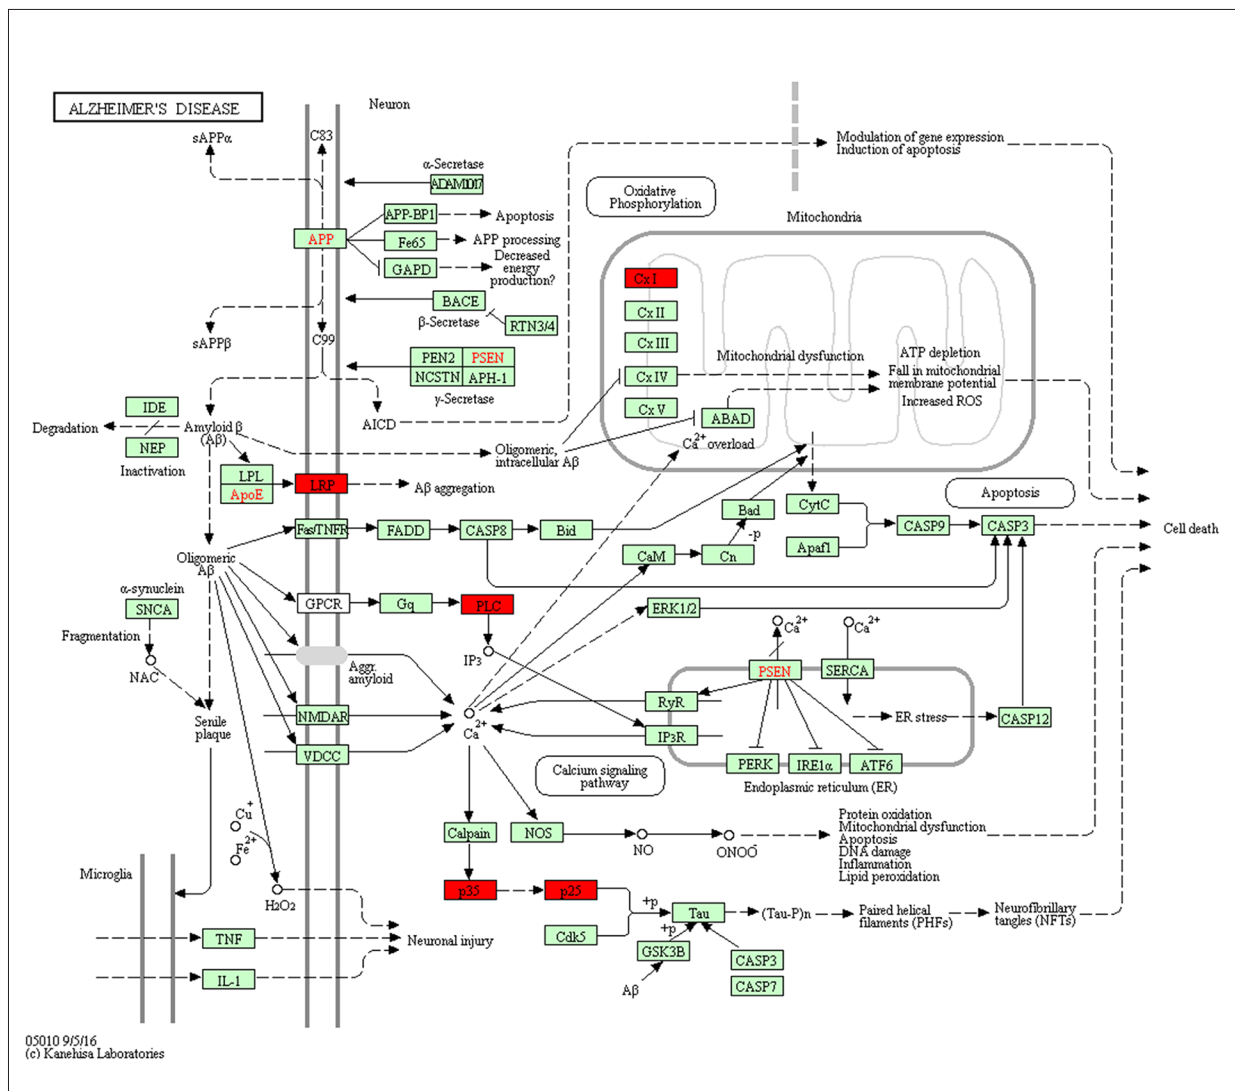 ALZHEIMER'S DISEASE
Neuron
sAPPα
C83
α-Secretase
ADAM10/17
APP
APP-BP1
Apoptosis
Fe65
APP processing
GAPD
Decreased
energy
production?
BACE
β-Secretase
RTN3/4
sAPPβ
C99
PEN2
PSEN
NCSTN
APH-1
γ-Secretase
Modulation of gene expression
Induction of apoptosis
Oxidative
Phosphorylation
Mitochondria
Cx I
Cx II
Cx III
Cx IV
Cx V
Mitochondrial dysfunction
ATP depletion
Fall in mitochondrial
membrane potential
Increased ROS
ABAD
Ca2+ overload
IDE
Degradation
NEP
Inactivation
Amyloid β
(Aβ)
AICD
Oligomeric,
intracellular Aβ
LPL
ApoE
LRP
Aβ aggregation
Fas/TNFR
FADD
CASP8
Bid
Bad
-p
CaM
Cn
CytC
Apaf1
Apoptosis
CASP9
CASP3
Cell death
Oligomeric
Aβ
α-synuclein
SNCA
Fragmentation
NAC
GPCR
Gq
PLC
IP3
ERK1/2
Ca2+
Ca2+
PSEN
SERCA
Aggr.
amyloid
RyR
IP3R
ER stress
CASP12
NMDAR
VDCC
Ca2+
Senile
plaque
PERK
IRE1α
ATF6
Endoplasmic reticulum (ER)
Calcium signaling
pathway
Cu+
Fe2+
Calpain
NOS
NO
ONOO-
Protein oxidation
Mitochondrial dysfunction
Apoptosis
DNA damage
Inflammation
Lipid peroxidation
Microglia
H2O2
p35
p25
+p
Tau
(Tau-P)n
Paired helical
filaments (PHFs)
Neurofibrillary
tangles (NFTs)
TNF
Neuronal injury
Cdk5
+p
GSK3B
CASP3
CASP7
Aβ
IL-1
05010 9/5/16
(c) Kanehisa Laboratories